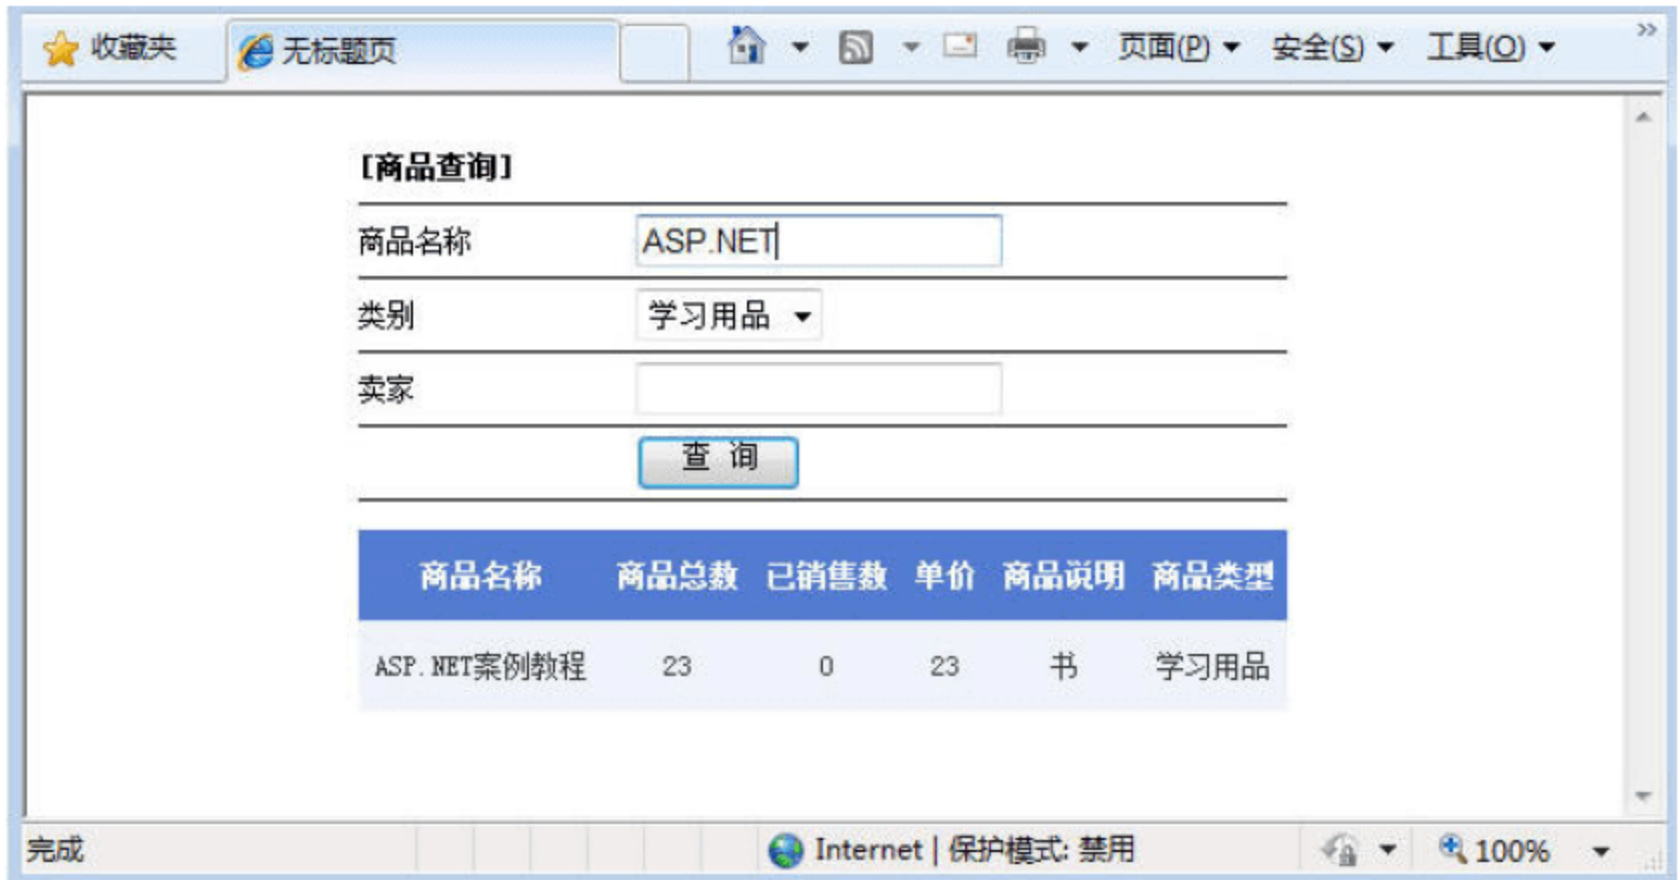 收藏夹 无标题页 页面(P) 安全(S) 工具(O) »
[商品查询]
商品名称 ASP.NET
类别 学习用品
卖家
查 询
商品名称 商品总数 已销售数 单价 商品说明 商品类型
ASP.NET案例教程 23 0 23 书 学习用品
完成 Internet | 保护模式: 禁用 100%